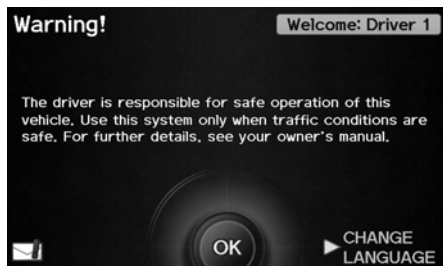 Warning!
Welcome: Driver 1
The driver is responsible for safe operation of this
vehicle. Use this system only when traffic conditions are
safe. For further details, see your owner's manual.
OK
CHANGE
LANGUAGE